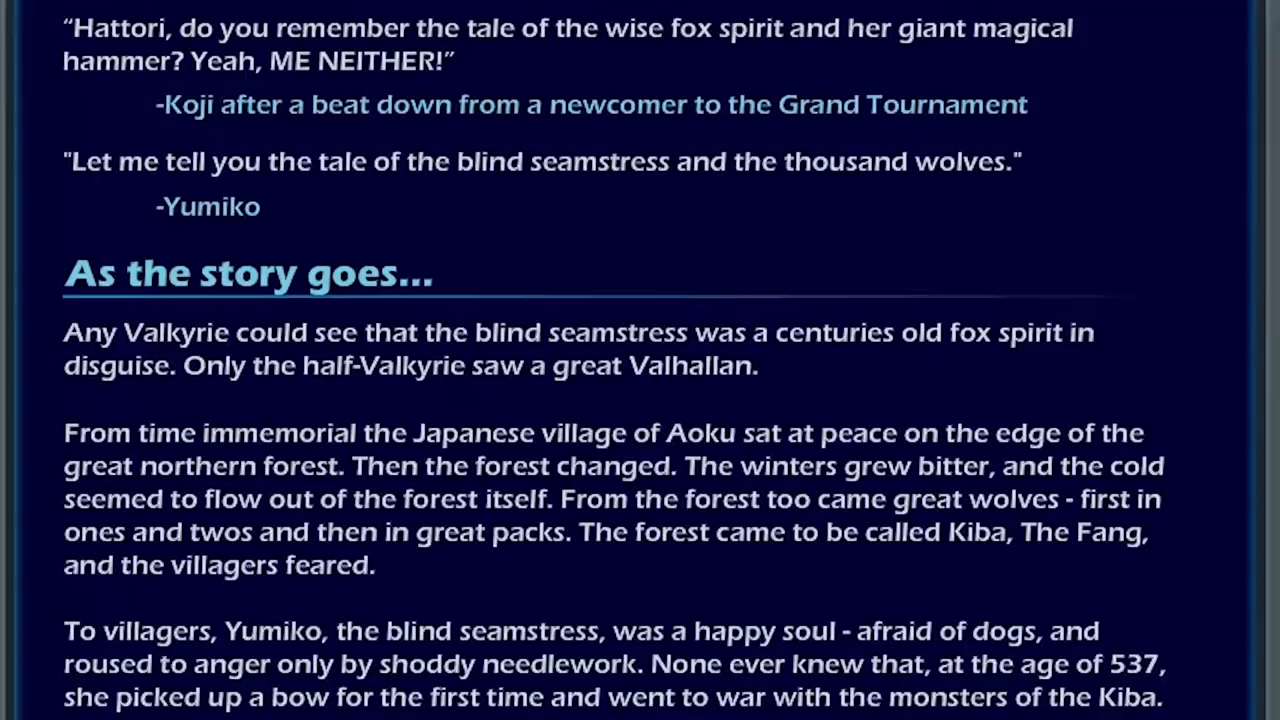 “Hattori, do you remember the tale of the wise fox spirit and her giant magical
hammer? Yeah, ME NEITHER!”
-Koji after a beat down from a newcomer to the Grand Tournament
"Let me tell you the tale of the blind seamstress and the thousand wolves."
-Yumiko
As the story goes...
Any Valkyrie could see that the blind seamstress was a centuries old fox spirit in
disguise. Only the half-Valkyrie saw a great Valhallan.
From time immemorial the Japanese village of Aoku sat at peace on the edge of the
great northern forest. Then the forest changed. The winters grew bitter, and the cold
seemed to flow out of the forest itself. From the forest too came great wolves - first in
ones and twos and then in great packs. The forest came to be called Kiba, The Fang,
and the villagers feared.
To villagers, Yumiko, the blind seamstress, was a happy soul - afraid of dogs, and
roused to anger only by shoddy needlework. None ever knew that, at the age of 537,
she picked up a bow for the first time and went to war with the monsters of the Kiba.